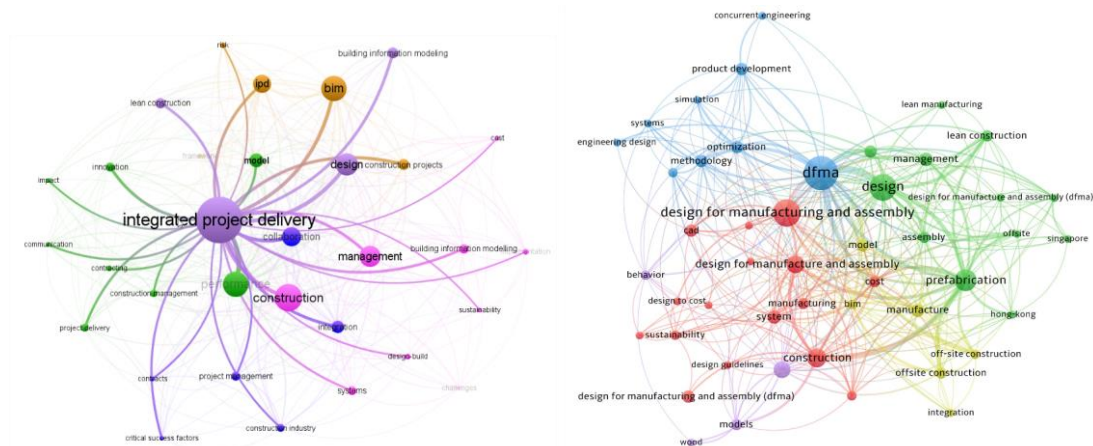 risk
building information modeling
ipd
bim
lean construction
cost
framework
model
design
construction projects
innovation
impact
integrated project delivery
collaboration
communication
management
building information modelling
contracting
performance
construction management
construction
sustainability
project delivery
integration
design-build
contracts
project management
systems
challenges
construction industry
critical success factors
concurrent engineering
product development
simulation
lean manufacturing
systems
lean construction
engineering design
optimization
methodology
management
dfma
design
design for manufacture and assembly (dfma)
design for manufacturing and assembly
cad
assembly
offsite
singapore
model
behavior
design for manufacture and assembly
cost
prefabrication
design to cost
manufacturing
bim
manufacture
system
hong-kong
sustainability
construction
off-site construction
design guidelines
offsite construction
design for manufacturing and assembly (dfma)
integration
models
wood